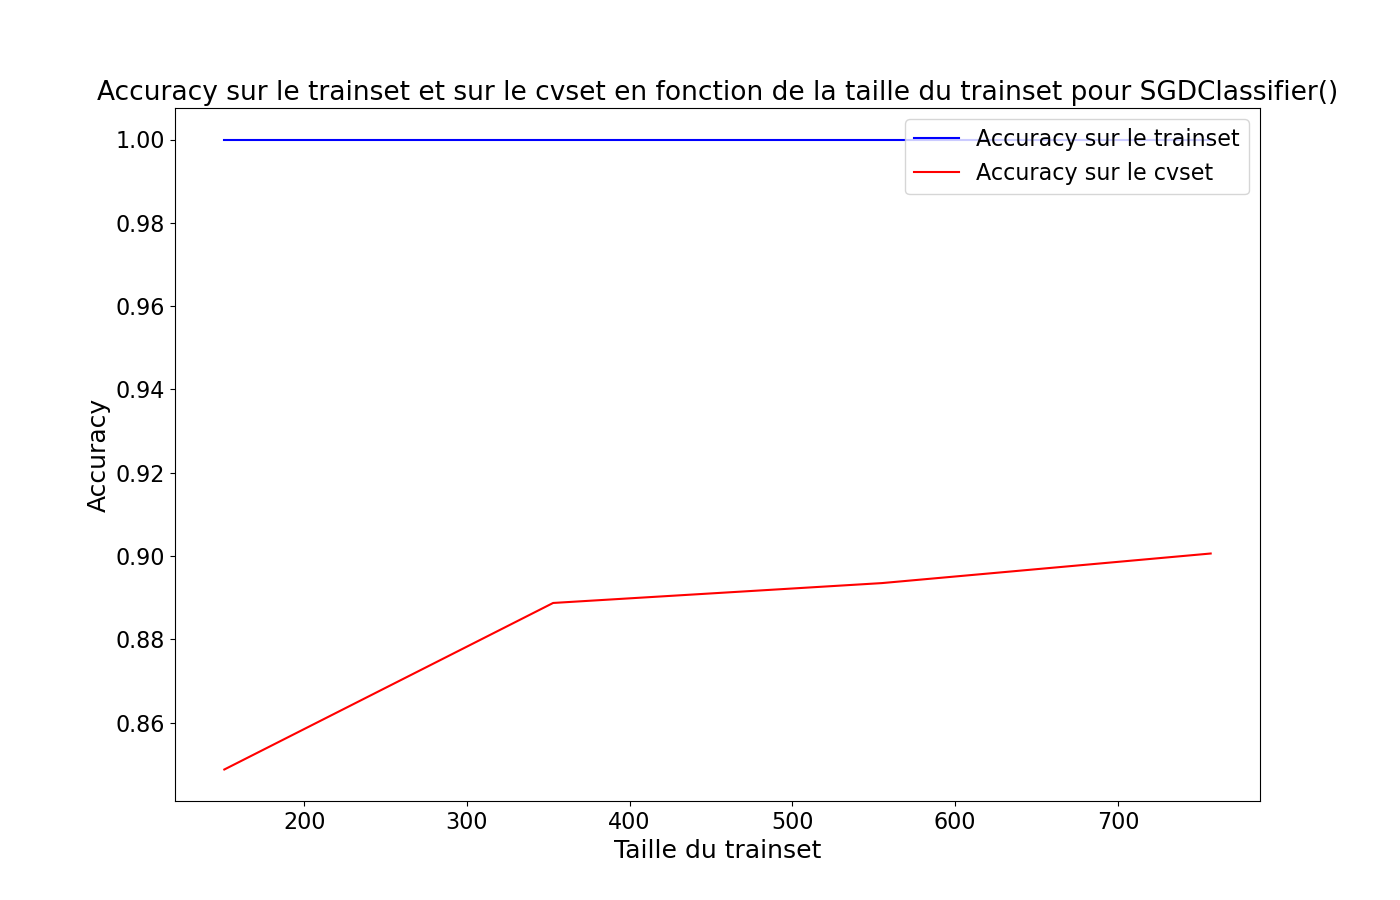 Accuracy sur le trainset et sur le cvset en fonction de la taille du trainset pour SGDClassifier()
Accuracy sur le trainset
Accuracy sur le cvset
1.00
0.98
0.96
0.94
0.92
0.90
0.88
0.86
Accuracy
200 300 400 500 600 700
Taille du trainset